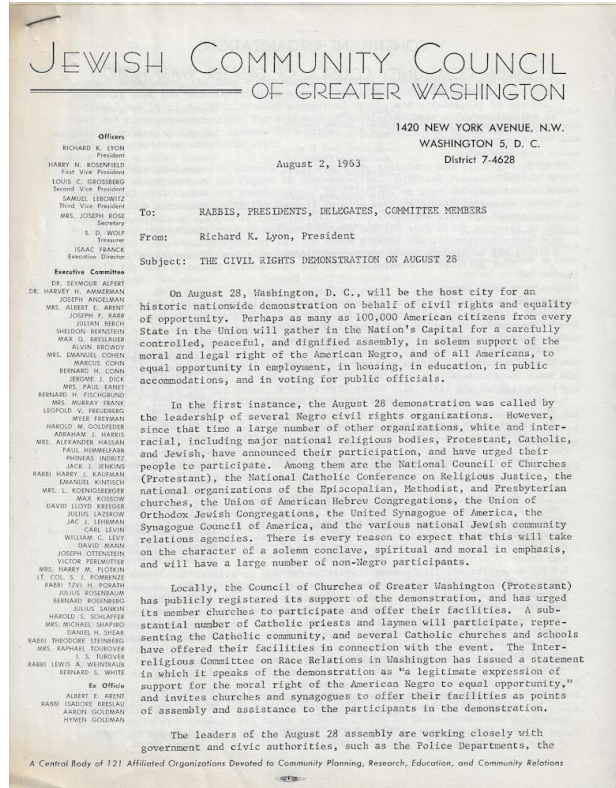 JEWISH COMMUNITY COUNCIL
OF GREATER WASHINGTON
1420 NEW YORK AVENUE, N.W.
WASHINGTON 5, D. C.
DIstrict 7-4628
August 2, 1963
Officers
RICHARD K. LYON
President
HARRY N. ROSENFIELD
First Vice President
LOUIS C. GROSSBERG
Second Vice President
SAMUEL LEBOWITZ
Third Vice President
MRS. JOSEPH ROSE
Secretary
S. D. WOLF
Treasurer
ISAAC FRANCK
Executive Director
Executive Committee
DR. SEYMOUR ALPERT
DR. HARVEY H. AMMERMAN
JOSEPH ANDELMAN
MRS. ALBERT E. ARENT
JOSEPH F. BARR
JULIAN BERCH
SHELDON BERNSTEIN
MAX G. BRESLAUER
ALVIN BROWDY
MRS. EMANUEL COHEN
MARCUS COHN
BERNARD H. CONN
JEROME J. DICK
MRS. PAUL EANET
BERNARD H. FISCHGRUND
MRS. MURRAY FRANK
LEOPOLD V. FREUDBERG
MYER FREYMAN
HAROLD M. GOLDFEDER
ABRAHAM J. HARRIS
MRS. ALEXANDER HASSAN
PAUL HIMMELFARB
PHINEAS INDRITZ
JACK J. JENKINS
RABBI HARRY J. KAUFMAN
EMANUEL KINTISCH
MRS. L. KOENIGSBERGER
MAX KOSSOW
DAVID LLOYD KREEGER
JULIUS LAZEROW
JAC J. LEHRMAN
CARL LEVIN
WILLIAM C. LEVY
DAVID MANN
JOSEPH OTTENSTEIN
VICTOR PERLMUTTER
MRS. HARRY M. PLOTKIN
LT. COL. S. J. POMRENZE
RABBI TZVI H. PORATH
JULIUS ROSENBAUM
BERNARD ROSENBERG
JULIUS SANKIN
HAROLD S. SCHAFFER
MRS. MICHAEL SHAPIRO
DANIEL H. SHEAR
RABBI THEODORE STEINBERG
MRS. RAPHAEL TOUROVER
I. S. TUROVER
RABBI LEWIS A. WEINTRAUB
BERNARD S. WHITE
Ex Officio
ALBERT E. ARENT
RABBI ISADORE BRESLAU
AARON GOLDMAN
HYMEN GOLDMAN
To: RABBIS, PRESIDENTS, DELEGATES, COMMITTEE MEMBERS
From: Richard K. Lyon, President
Subject: THE CIVIL RIGHTS DEMONSTRATION ON AUGUST 28
On August 28, Washington, D. C., will be the host city for an
historic nationwide demonstration on behalf of civil rights and equality
of opportunity. Perhaps as many as 100,000 American citizens from every
State in the Union will gather in the Nation's Capital for a carefully
controlled, peaceful, and dignified assembly, in solemn support of the
moral and legal right of the American Negro, and of all Americans, to
equal opportunity in employment, in housing, in education, in public
accommodations, and in voting for public officials.
In the first instance, the August 28 demonstration was called by
the leadership of several Negro civil rights organizations. However,
since that time a large number of other organizations, white and inter-
racial, including major national religious bodies, Protestant, Catholic,
and Jewish, have announced their participation, and have urged their
people to participate. Among them are the National Council of Churches
(Protestant), the National Catholic Conference on Religious Justice, the
national organizations of the Episcopalian, Methodist, and Presbyterian
churches, the Union of American Hebrew Congregations, the Union of
Orthodox Jewish Congregations, the United Synagogue of America, the
Synagogue Council of America, and the various national Jewish community
relations agencies. There is every reason to expect that this will take
on the character of a solemn conclave, spiritual and moral in emphasis,
and will have a large number of non-Negro participants.
Locally, the Council of Churches of Greater Washington (Protestant)
has publicly registered its support of the demonstration, and has urged
its member churches to participate and offer their facilities. A sub-
stantial number of Catholic priests and laymen will participate, repre-
senting the Catholic community, and several Catholic churches and schools
have offered their facilities in connection with the event. The Inter-
religious Committee on Race Relations in Washington has issued a statement
in which it speaks of the demonstration as "a legitimate expression of
support for the moral right of the American Negro to equal opportunity,"
and invites churches and synagogues to offer their facilities as points
of assembly and assistance to the participants in the demonstration.
The leaders of the August 28 assembly are working closely with
government and civic authorities, such as the Police Departments, the
A Central Body of 121 Affiliated Organizations Devoted to Community Planning, Research, Education, and Community Relations